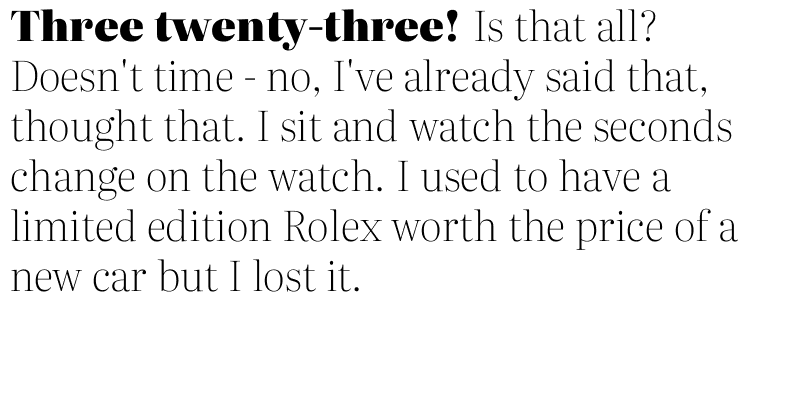 Three twenty-three! Is that all?
Doesn't time - no, I've already said that,
thought that. I sit and watch the seconds
change on the watch. I used to have a
limited edition Rolex worth the price of a
new car but I lost it.